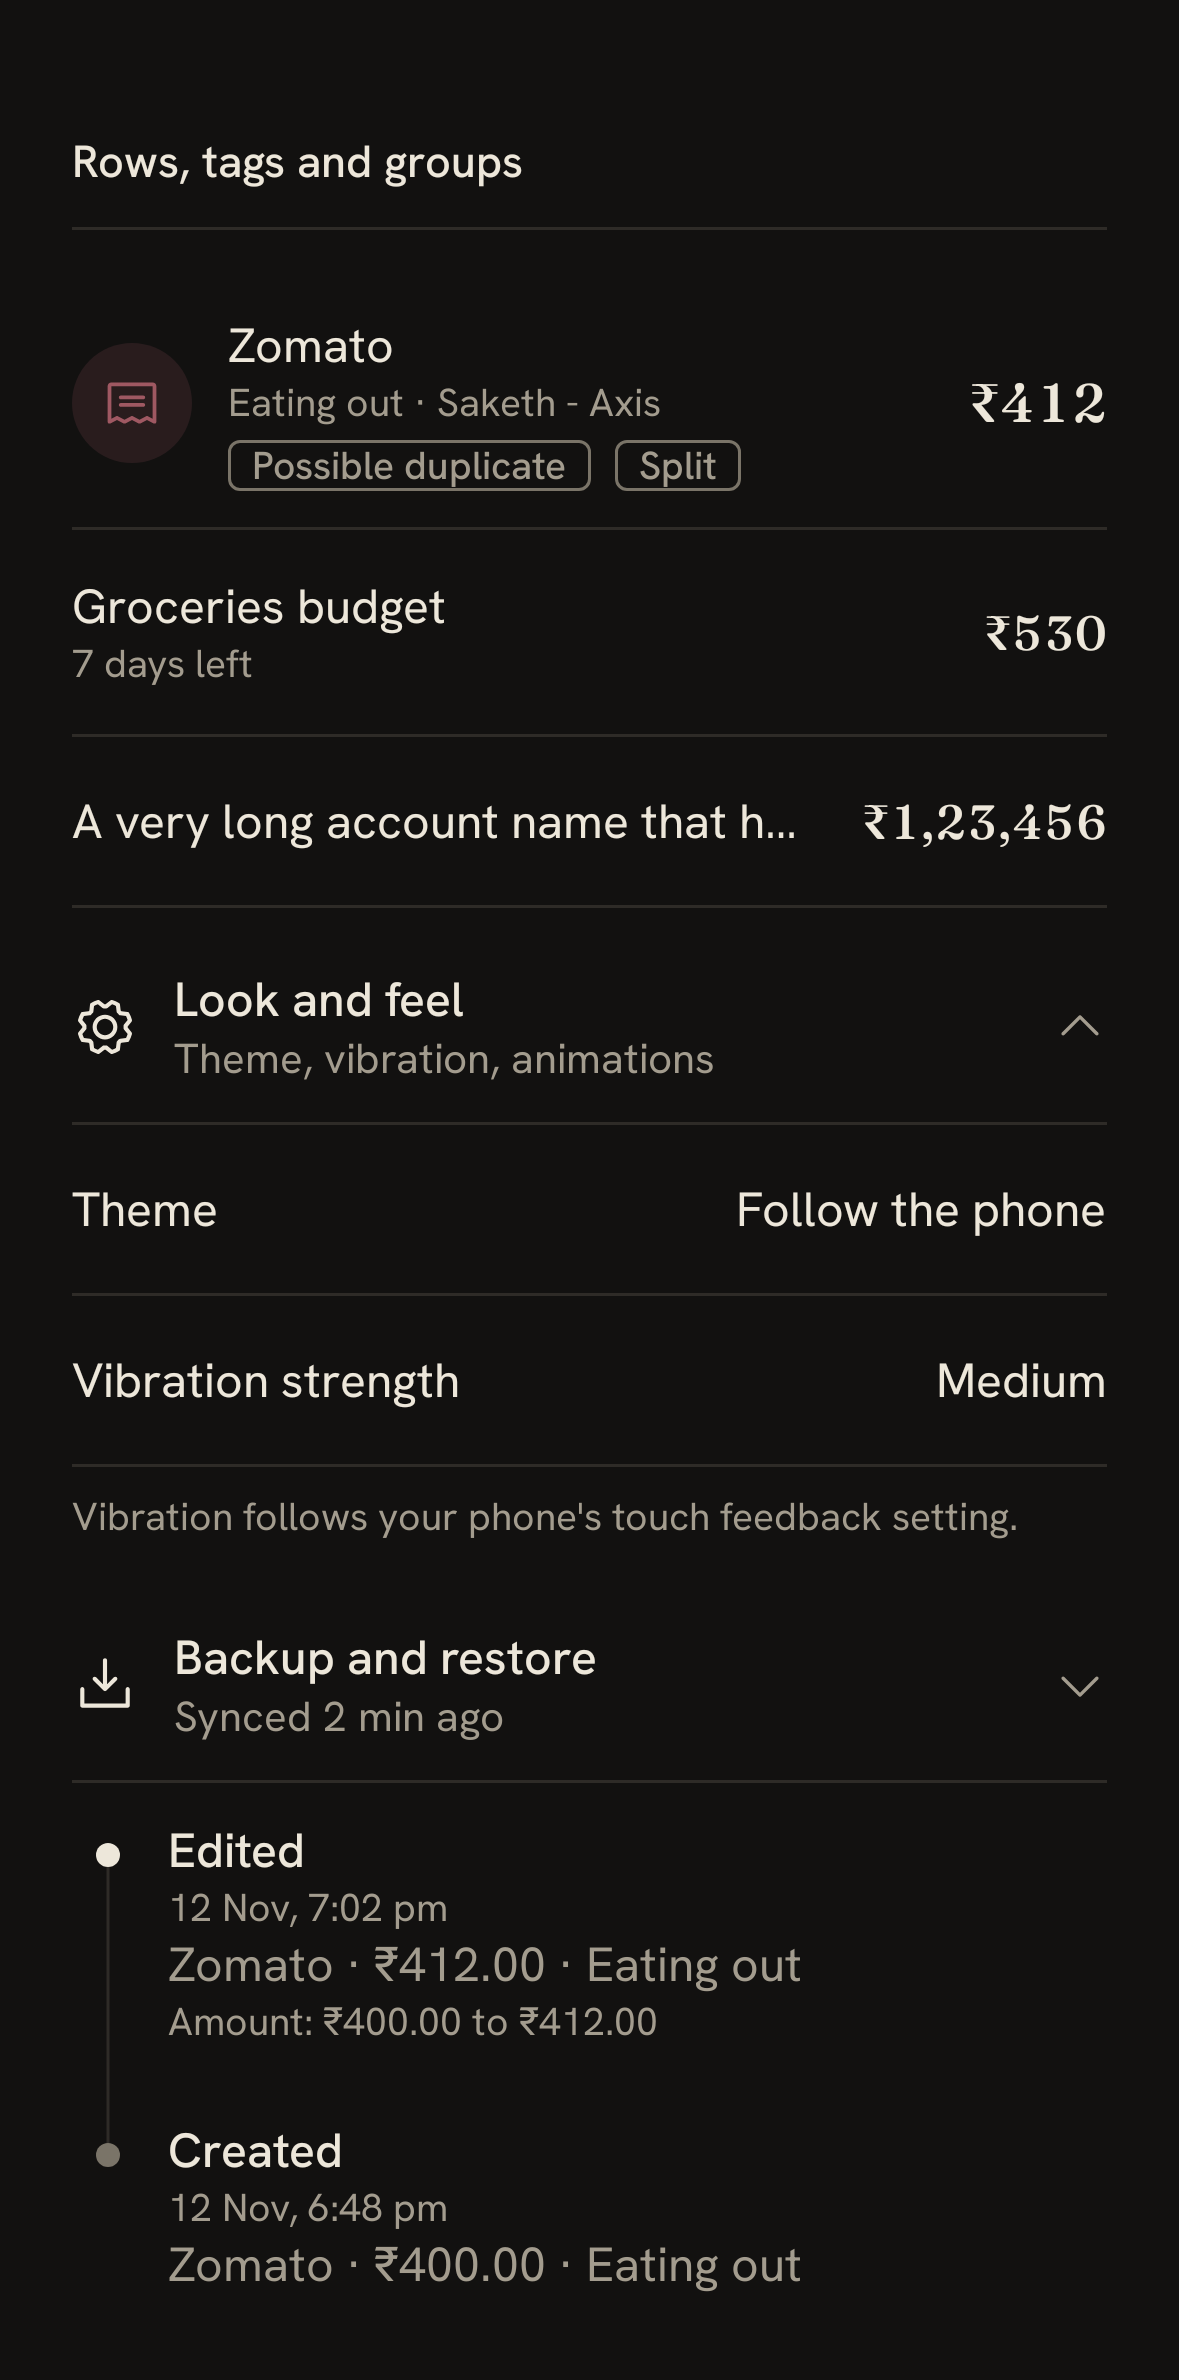 Rows, tags and groups
Zomato
Eating out · Saketh - Axis
₹412
Possible duplicate
Split
Groceries budget
7 days left
₹530
A very long account name that h...
₹1,23,456
Look and feel
Theme, vibration, animations
Theme
Follow the phone
Vibration strength
Medium
Vibration follows your phone's touch feedback setting.
Backup and restore
Synced 2 min ago
Edited
12 Nov, 7:02 pm
Zomato · ₹412.00 · Eating out
Amount: ₹400.00 to ₹412.00
Created
12 Nov, 6:48 pm
Zomato · ₹400.00 · Eating out